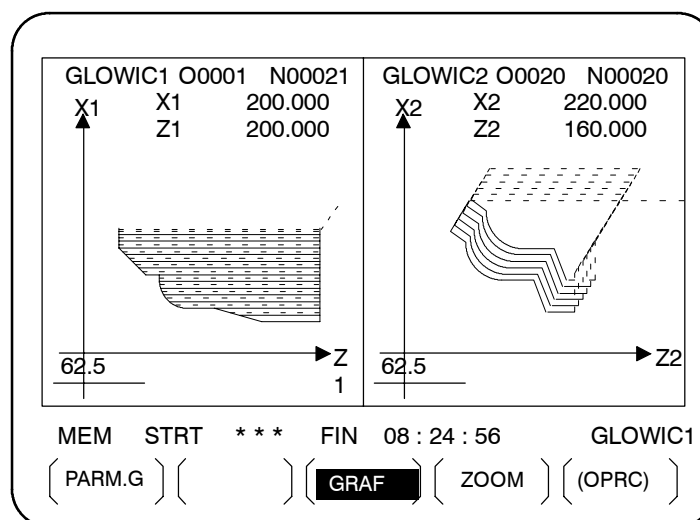 GLOWIC1 O0001 N00021
X1 X1 200.000
Z1 200.000
Z
1
62.5
GLOWIC2 O0020 N00020
X2 X2 220.000
Z2 160.000
Z2
62.5
MEM STRT * * * FIN 08 : 24 : 56 GLOWIC1
PARM.G GRAF ZOOM (OPRC)